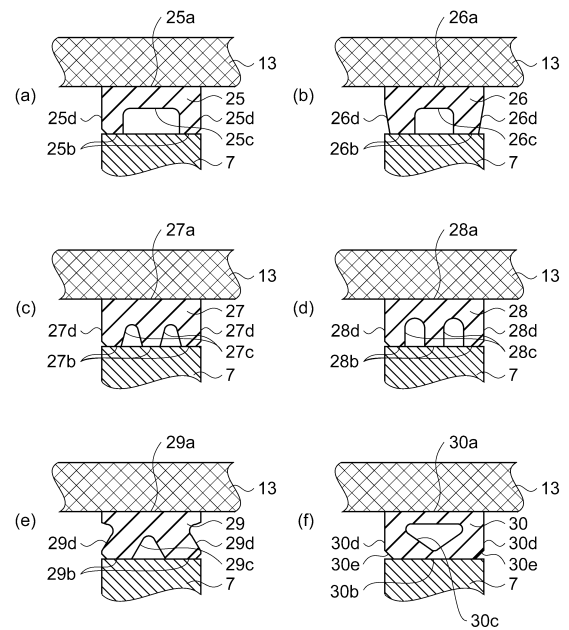 25a
26a
13
13
(a)
25
(b)
26
25d
25d
26d
26d
25b
25c
26b
26c
7
7
27a
28a
13
13
(c)
27
(d)
28
27d
27d
28d
28d
27b
27c
28b
28c
7
7
29a
30a
13
13
(e)
29
(f)
30
29d
29d
30d
30d
29b
29c
30e
30e
7
30b
7
30c